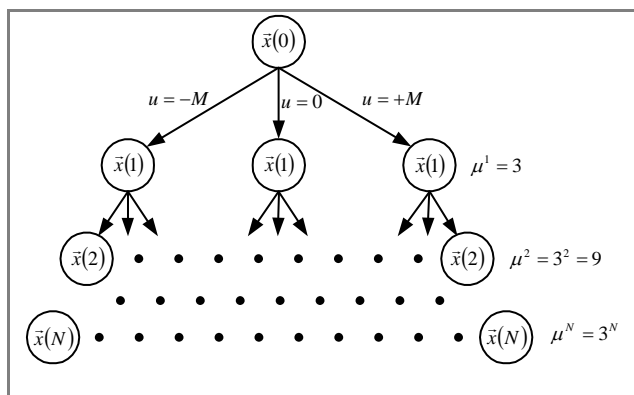 x⃗(0)
u = −M u = 0 u = +M
x⃗(1) x⃗(1) x⃗(1) μ¹ = 3
x⃗(2) x⃗(2) μ² = 3² = 9
x⃗(N) x⃗(N) μᴺ = 3ᴺ